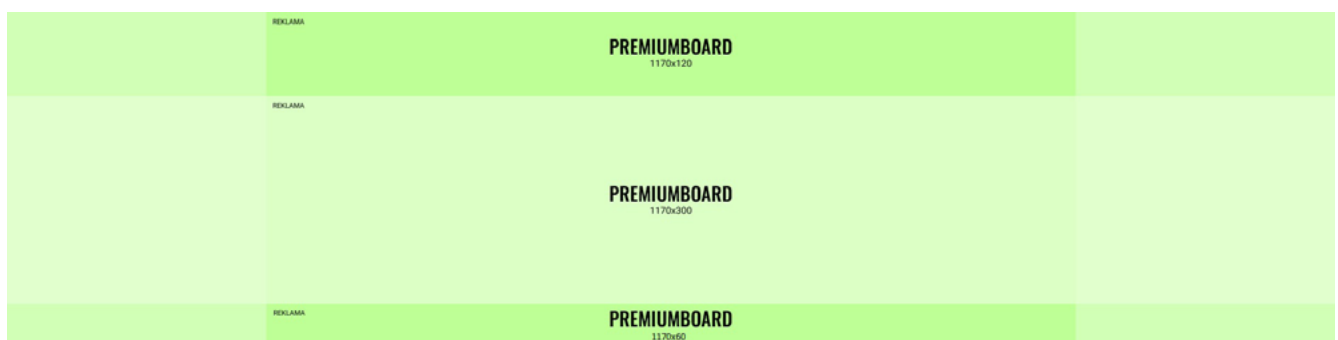 REKLAMA
PREMIUMBOARD
1170x120
REKLAMA
PREMIUMBOARD
1170x300
REKLAMA
PREMIUMBOARD
1170x60